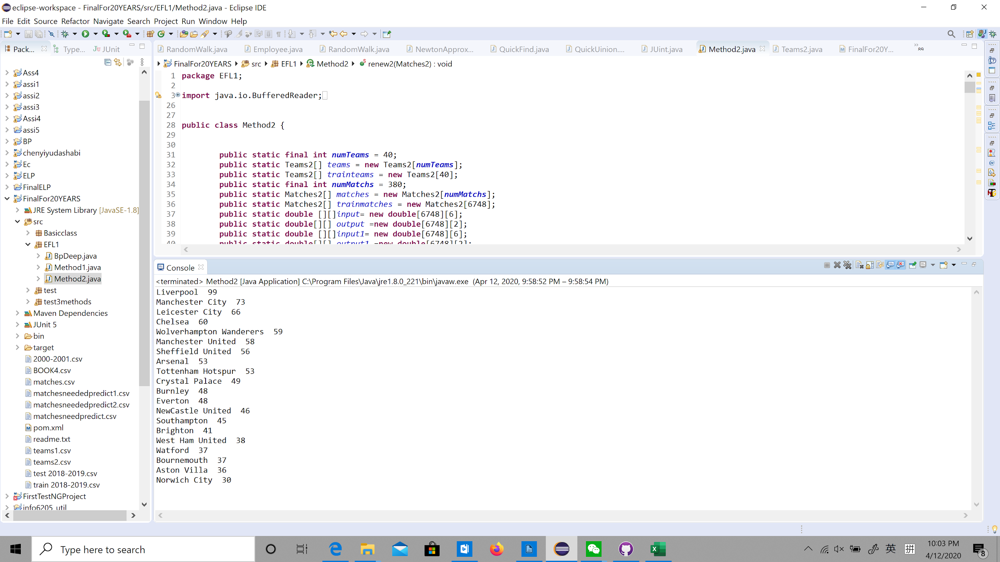 eclipse-workspace - FinalFor20YEARS/src/EFL1/Method2.java - Eclipse IDE
File Edit Source Refactor Navigate Search Project Run Window Help
Pack... Type... JUnit
RandomWalk.java Employee.java RandomWalk.java NewtonApprox... QuickFind.java QuickUinion.... JUint.java Method2.java Teams2.java FinalFor20Y...
FinalFor20YEARS src EFL1 Method2 renew2(Matches2) : void
Ass4
assi1
assi2
assi3
Assi4
assi5
BP
chenyiyudashabi
Ec
ELP
FinalELP
FinalFor20YEARS
JRE System Library [JavaSE-1.8]
src
Basicclass
EFL1
BpDeep.java
Method1.java
Method2.java
test
test3methods
Maven Dependencies
JUnit 5
bin
target
2000-2001.csv
BOOK4.csv
matches.csv
matchesneededpredict1.csv
matchesneededpredict2.csv
matchesneedpredict.csv
pom.xml
readme.txt
teams1.csv
teams2.csv
test 2018-2019.csv
train 2018-2019.csv
FirstTestNGProject
info6205_util
1 package EFL1;
2
3 import java.io.BufferedReader;
26
27
28 public class Method2 {
29
30
31 public static final int numTeams = 40;
32 public static Teams2[] teams = new Teams2[numTeams];
33 public static Teams2[] trainteams = new Teams2[40];
34 public static final int numMatchs = 380;
35 public static Matches2[] matches = new Matches2[numMatchs];
36 public static Matches2[] trainmatches = new Matches2[6748];
37 public static double [][]input= new double[6748][6];
38 public static double[][] output =new double[6748][2];
39 public static double [][]input1= new double[6748][6];
40 public static double[][] output1 =new double[6748][2];
Console
<terminated> Method2 [Java Application] C:\Program Files\Java\jre1.8.0_221\bin\javaw.exe (Apr 12, 2020, 9:58:52 PM – 9:58:54 PM)
Liverpool 99
Manchester City 73
Leicester City 66
Chelsea 60
Wolverhampton Wanderers 59
Manchester United 58
Sheffield United 56
Arsenal 53
Tottenham Hotspur 53
Crystal Palace 49
Burnley 48
Everton 48
NewCastle United 46
Southampton 45
Brighton 41
West Ham United 38
Watford 37
Bournemouth 37
Aston Villa 36
Norwich City 30
Type here to search
英 拼
10:03 PM
4/12/2020
8